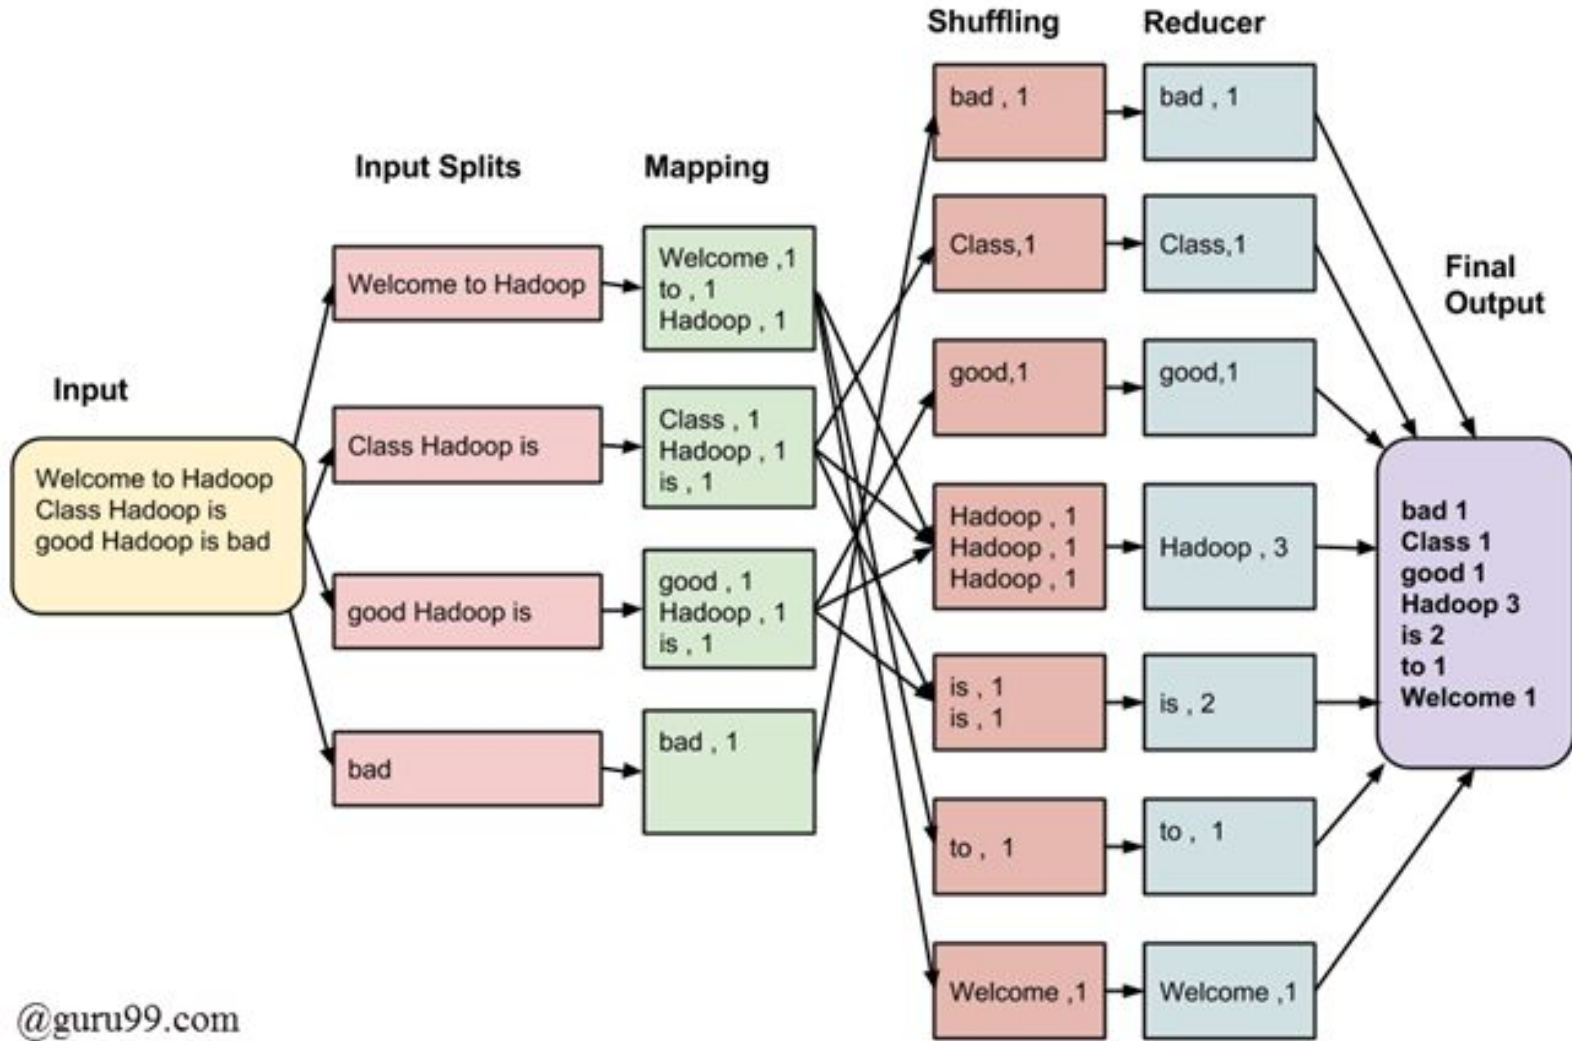 Input
Welcome to Hadoop
Class Hadoop is
good Hadoop is bad
Input Splits
Welcome to Hadoop
Class Hadoop is
good Hadoop is
bad
Mapping
Welcome ,1
to , 1
Hadoop , 1
Class , 1
Hadoop , 1
is , 1
good , 1
Hadoop , 1
is , 1
bad , 1
Shuffling
bad , 1
Class,1
good,1
Hadoop , 1
Hadoop , 1
Hadoop , 1
is , 1
is , 1
to , 1
Welcome ,1
Reducer
bad , 1
Class,1
good,1
Hadoop , 3
is , 2
to , 1
Welcome ,1
Final
Output
bad 1
Class 1
good 1
Hadoop 3
is 2
to 1
Welcome 1
@guru99.com